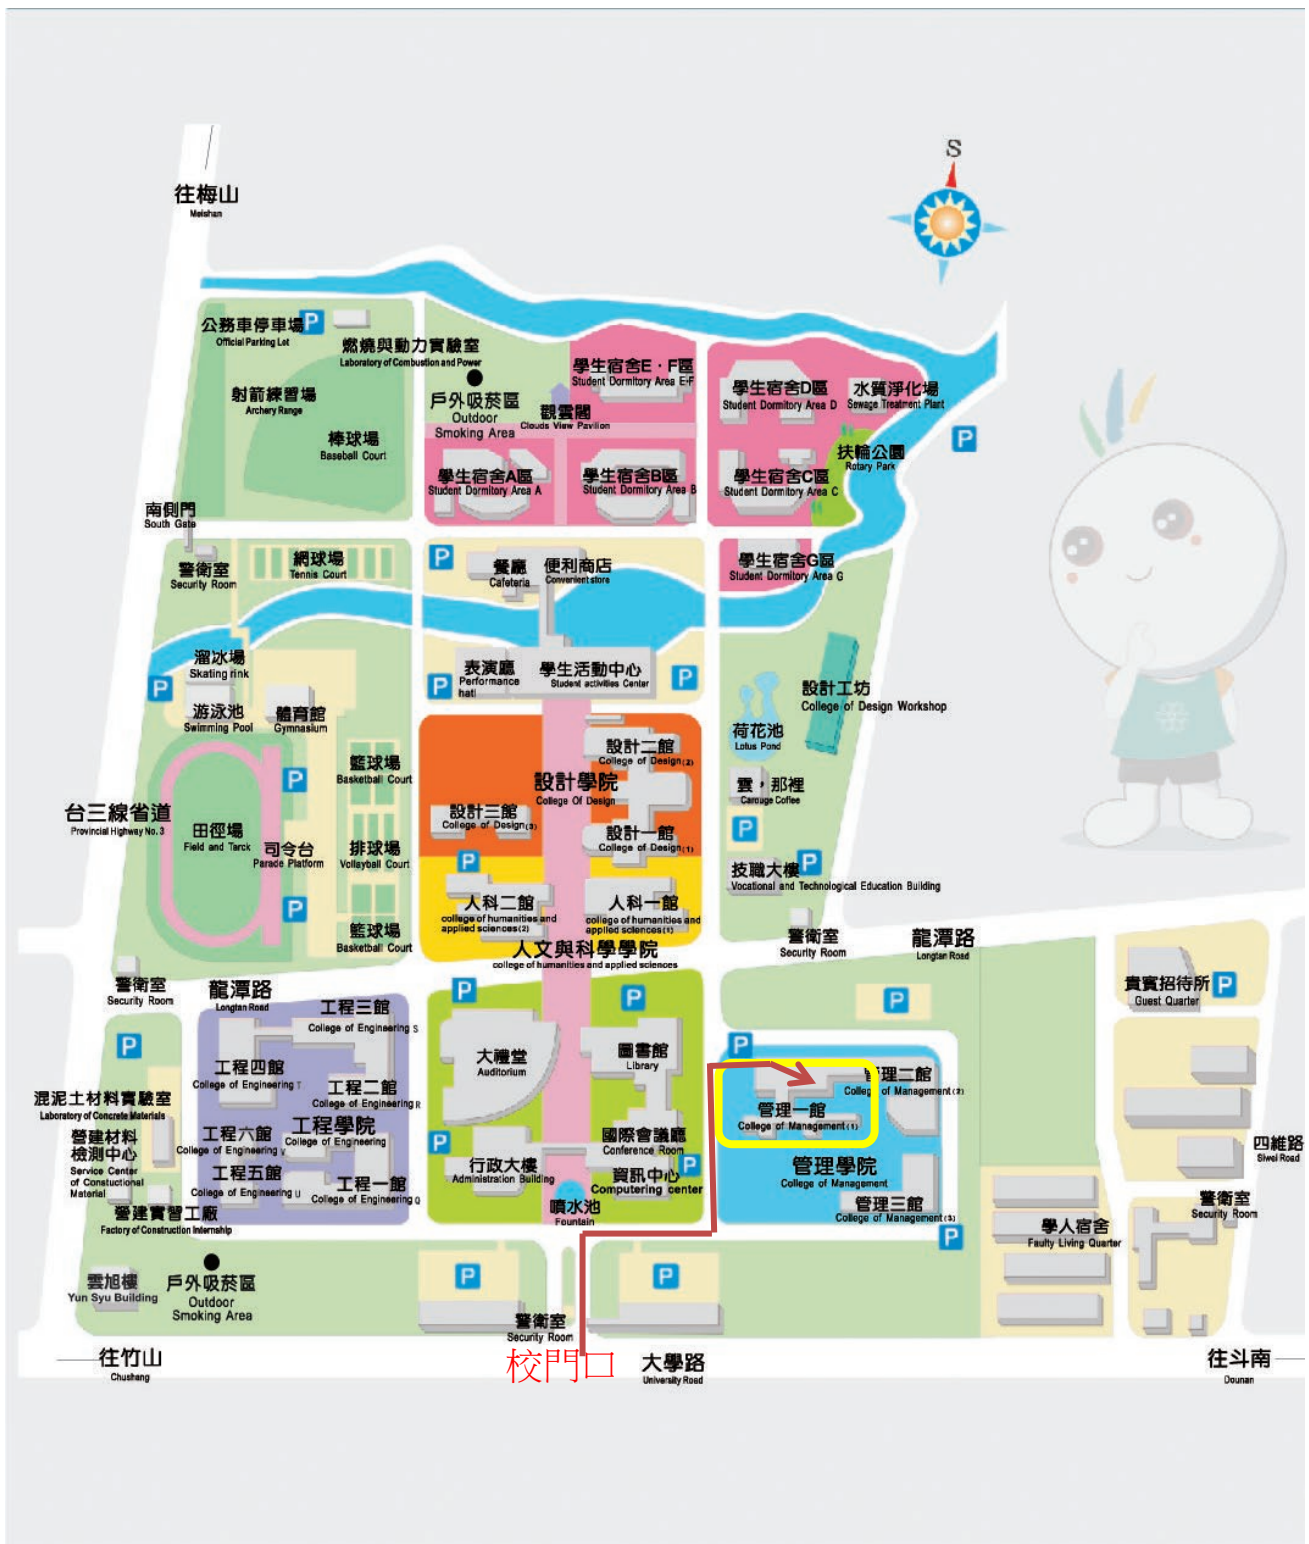 S
往梅山
Meishan
公務車停車場
P
Official Parking Lot
燃燒與動力實驗室
Laboratory of Combustion and Power
射箭練習場
Archery Range
棒球場
Baseball Court
戶外吸菸區
Outdoor
Smoking Area
觀雲閣
Clouds View Pavilion
學生宿舍E‧F區
Student Dormitory Area E‧F
學生宿舍D區
Student Dormitory Area D
水質淨化場
Sewage Treatment Plant
P
扶輪公園
Rotary Park
學生宿舍A區
Student Dormitory Area A
學生宿舍B區
Student Dormitory Area B
學生宿舍C區
Student Dormitory Area C
南側門
South Gate
警衛室
Security Room
網球場
Tennis Court
P
餐廳
Cafeteria
便利商店
Convenient store
學生宿舍G區
Student Dormitory Area G
溜冰場
Skating rink
P
游泳池
Swimming Pool
體育館
Gymnasium
P
表演廳
Performance
hall
學生活動中心
Student activities Center
P
設計工坊
College of Design Workshop
荷花池
Lotus Pond
籃球場
Basketball Court
P
設計二館
College of Design(2)
設計學院
College Of Design
設計三館
College of Design(3)
設計一館
College of Design(1)
雲，那裡
Carouge Coffee
P
台三線省道
Provincial Highway No. 3
田徑場
Field and Tarck
司令台
Parade Platform
排球場
Vollayball Court
P
P
技職大樓
Vocational and Technological Education Building
P
籃球場
Basketball Court
人科二館
college of humanities and
applied sciences(2)
人科一館
college of humanities and
applied sciences(1)
人文與科學學院
college of humanities and applied sciences
警衛室
Security Room
龍潭路
Longtan Road
警衛室
Security Room
龍潭路
Longtan Road
P
P
P
貴賓招待所
Guest Quarter
P
工程三館
College of Engineering S
P
大禮堂
Auditorium
圖書館
Library
P
工程四館
College of Engineering T
工程二館
College of Engineering R
管理二館
College of Management(2)
管理一館
College of Management(1)
混泥土材料實驗室
Laboratory of Concrete Materials
營建材料
檢測中心
Service Center
of Constuctional
Material
工程六館
College of Engineering V
工程學院
College of Engineering
P
國際會議廳
Conference Room
四維路
Siwei Road
工程五館
College of Engineering U
工程一館
College of Engineering Q
行政大樓
Administration Building
資訊中心
Computering center
P
管理學院
College of Management
營建實習工廠
Factory of Construction Internship
噴水池
Fountain
管理三館
College of Management(3)
P
學人宿舍
Faulty Living Quarter
警衛室
Security Room
雲旭樓
Yun Syu Building
戶外吸菸區
Outdoor
Smoking Area
P
P
警衛室
Security Room
校門口
大學路
University Road
往竹山
Chushang
往斗南
Dounan